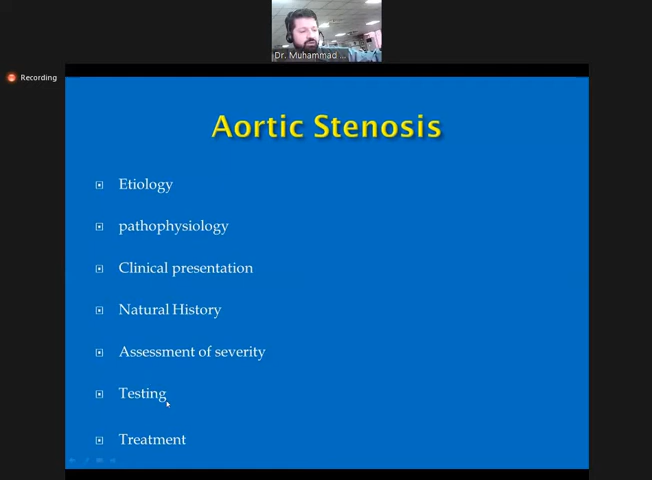 Dr. Muhammad ...
Recording
Aortic Stenosis
Etiology
pathophysiology
Clinical presentation
Natural History
Assessment of severity
Testing
Treatment